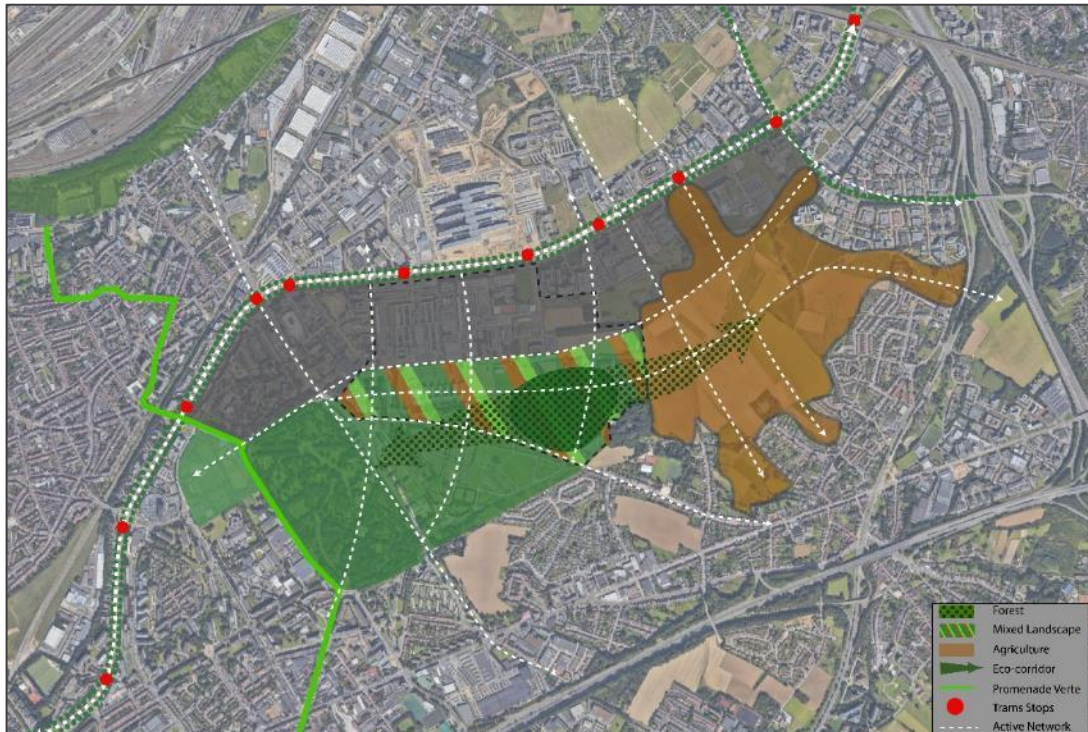 Forest
Mixed Landscape
Agriculture
Eco-corridor
Promenade Verte
Trams Stops
Active Network